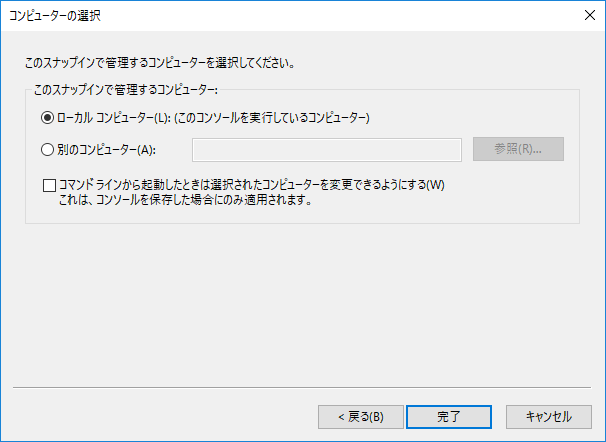 コンピューターの選択
このスナップインで管理するコンピューターを選択してください。
このスナップインで管理するコンピューター:
ローカル コンピューター(L): (このコンソールを実行しているコンピューター)
別のコンピューター(A):
参照(R)...
コマンド ラインから起動したときは選択されたコンピューターを変更できるようにする(W)
これは、コンソールを保存した場合にのみ適用されます。
< 戻る(B)
完了
キャンセル